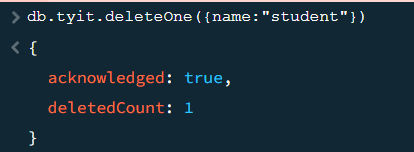 > db.tyit.deleteOne({name:"student"})
< {
acknowledged: true,
deletedCount: 1
}